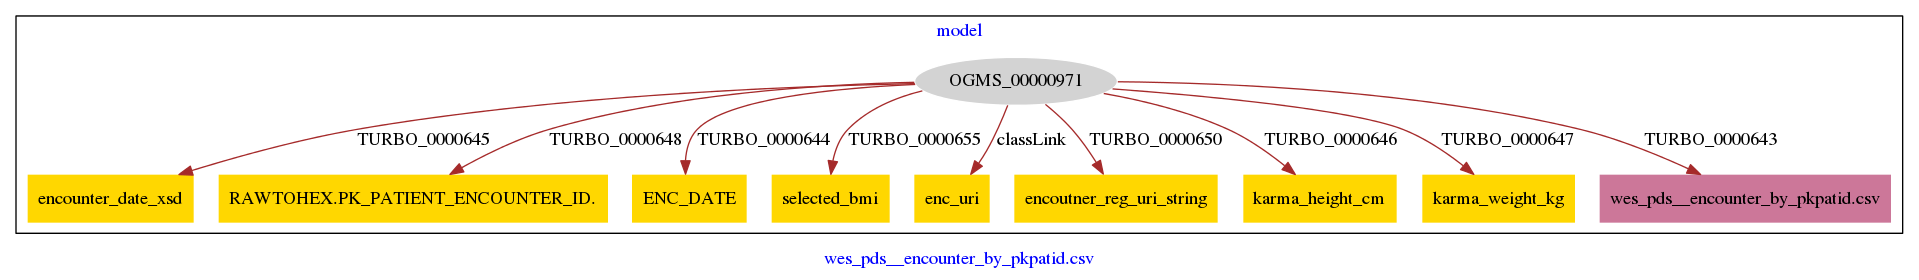 model
OGMS_00000971
TURBO_0000645
TURBO_0000648
TURBO_0000644
TURBO_0000655
classLink
TURBO_0000650
TURBO_0000646
TURBO_0000647
TURBO_0000643
encounter_date_xsd
RAWTOHEX.PK_PATIENT_ENCOUNTER_ID.
ENC_DATE
selected_bmi
enc_uri
encoutner_reg_uri_string
karma_height_cm
karma_weight_kg
wes_pds__encounter_by_pkpatid.csv
wes_pds__encounter_by_pkpatid.csv